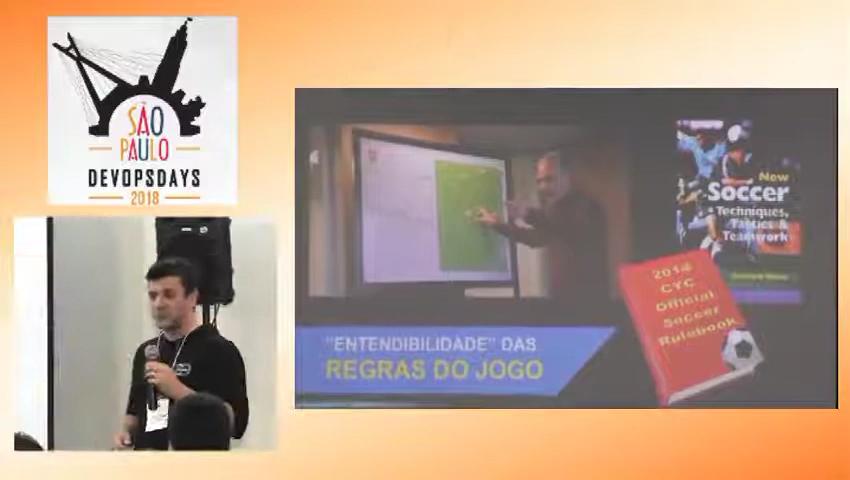 SÃO
PAULO
DEVOPSDAYS
2018
New
Soccer
Techniques,
Tactics &
Teamwork
2014
CYC
Official
Soccer
Rulebook
"ENTENDIBILIDADE" DAS
REGRAS DO JOGO